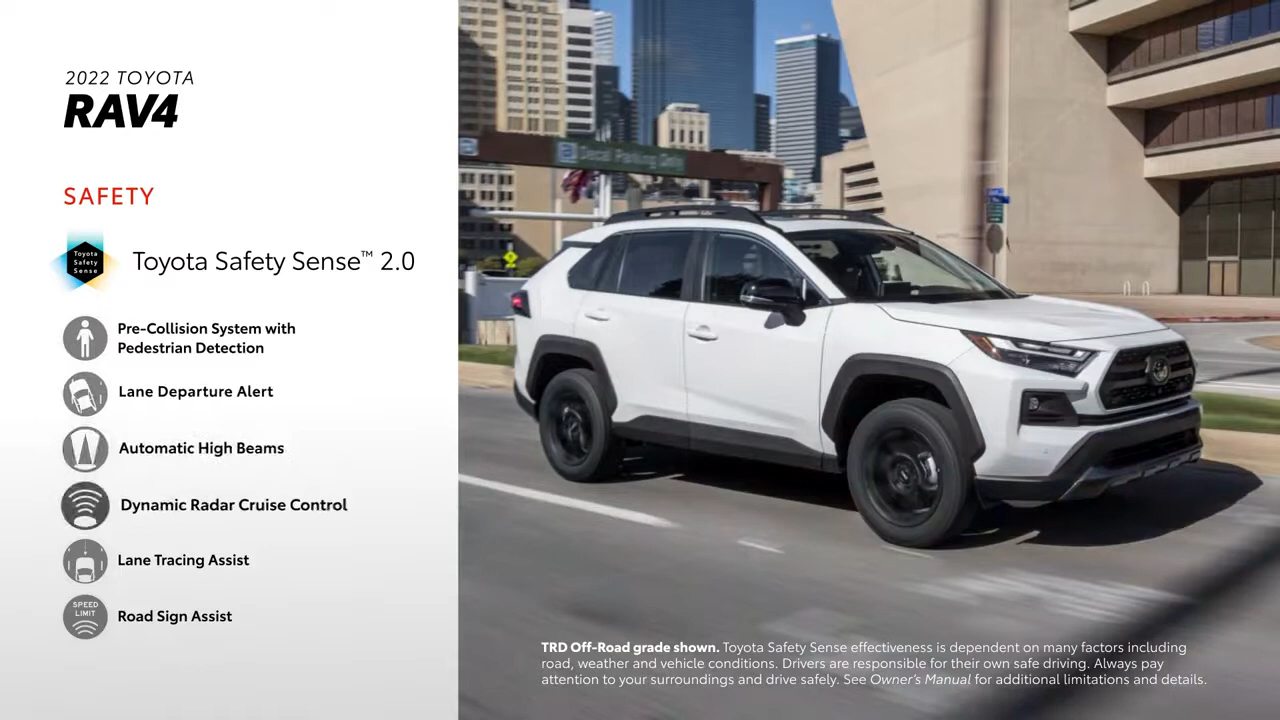 2022 TOYOTA
RAV4
SAFETY
Toyota
Safety
Sense
Toyota Safety Sense™ 2.0
Pre-Collision System with
Pedestrian Detection
Lane Departure Alert
Automatic High Beams
Dynamic Radar Cruise Control
Lane Tracing Assist
SPEED
LIMIT
Road Sign Assist
TRD Off-Road grade shown. Toyota Safety Sense effectiveness is dependent on many factors including
road, weather and vehicle conditions. Drivers are responsible for their own safe driving. Always pay
attention to your surroundings and drive safely. See Owner's Manual for additional limitations and details.